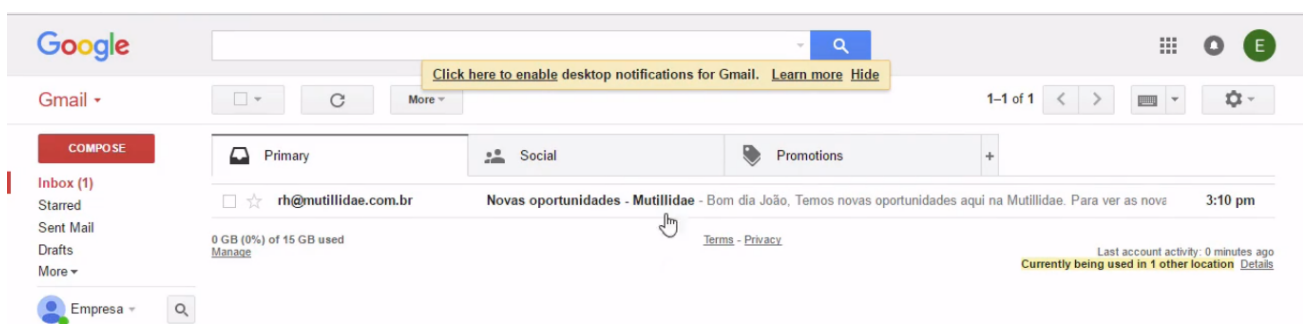 Google
E
Click here to enable desktop notifications for Gmail. Learn more Hide
Gmail
More
1–1 of 1
COMPOSE
Primary
Social
Promotions
+
Inbox (1)
Starred
Sent Mail
Drafts
More
rh@mutillidae.com.br Novas oportunidades - Mutillidae - Bom dia João, Temos novas oportunidades aqui na Mutillidae. Para ver as nova 3:10 pm
0 GB (0%) of 15 GB used
Manage
Terms - Privacy
Last account activity: 0 minutes ago
Currently being used in 1 other location Details
Empresa